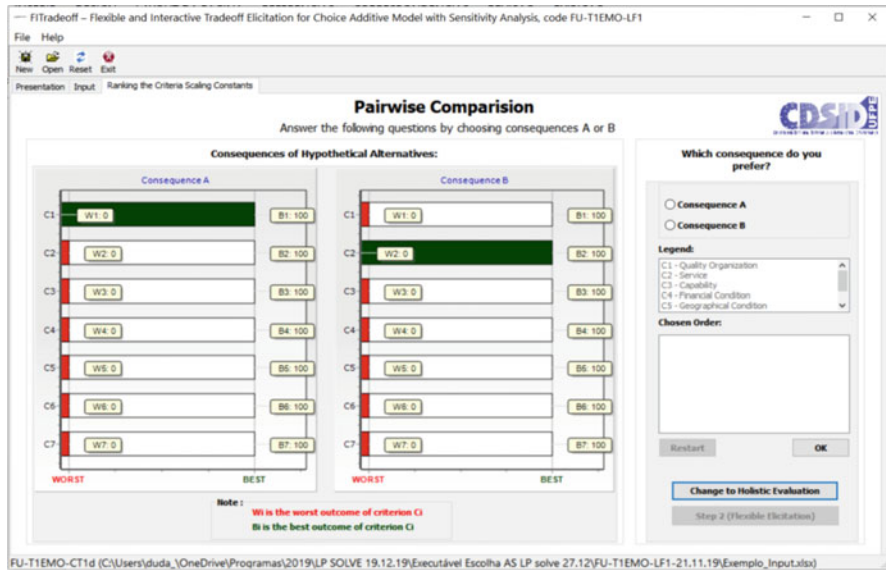 FITradeoff – Flexible and Interactive Tradeoff Elicitation for Choice Additive Model with Sensitivity Analysis, code FU-T1EMO-LF1
File Help
New Open Reset Exit
Presentation Input Ranking the Criteria Scaling Constants
Pairwise Comparision
Answer the following questions by choosing consequences A or B
CDSID UFPE
Consequences of Hypothetical Alternatives:
Consequence A
C1 W1: 0 B1: 100
C2 W2: 0 B2: 100
C3 W3: 0 B3: 100
C4 W4: 0 B4: 100
C5 W5: 0 B5: 100
C6 W6: 0 B6: 100
C7 W7: 0 B7: 100
WORST BEST
Consequence B
C1 W1: 0 B1: 100
C2 W2: 0 B2: 100
C3 W3: 0 B3: 100
C4 W4: 0 B4: 100
C5 W5: 0 B5: 100
C6 W6: 0 B6: 100
C7 W7: 0 B7: 100
WORST BEST
Note :
Wi is the worst outcome of criterion Ci
Bi is the best outcome of criterion Ci
Which consequence do you
prefer?
Consequence A
Consequence B
Legend:
C1 - Quality Organization
C2 - Service
C3 - Capability
C4 - Financial Condition
C5 - Geographical Condition
Chosen Order:
Restart OK
Change to Holistic Evaluation
Step 2 (Flexible Elicitation)
FU-T1EMO-CT1d (C:\Users\duda_\OneDrive\Programas\2019\LP SOLVE 19.12.19\Executável Escolha AS LP solve 27.12\FU-T1EMO-LF1-21.11.19\Exemplo_Input.xlsx)